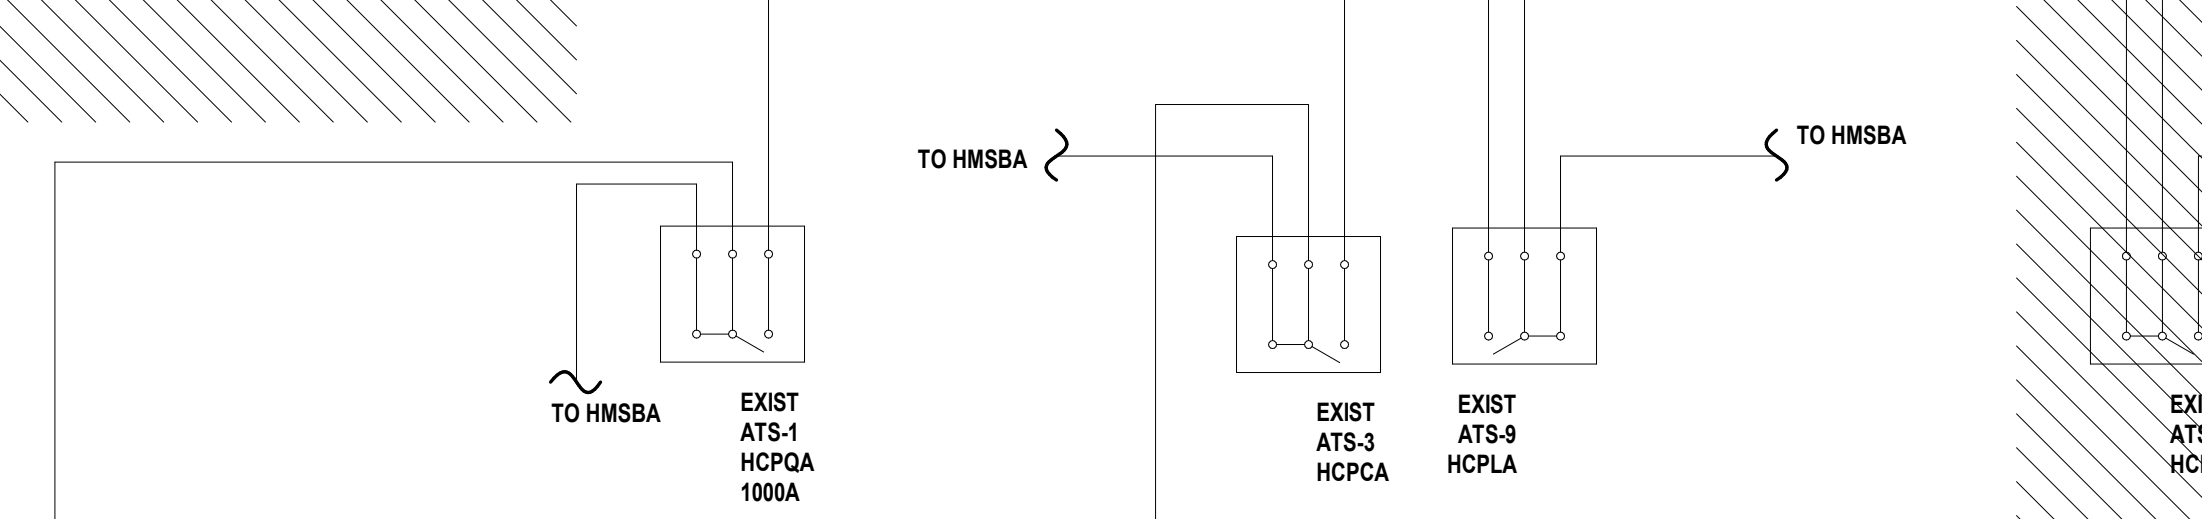 TO HMSBA
TO HMSBA
TO HMSBA
EXIST
ATS-1
HCPQA
1000A
EXIST
ATS-3
HCPCA
EXIST
ATS-9
HCPLA